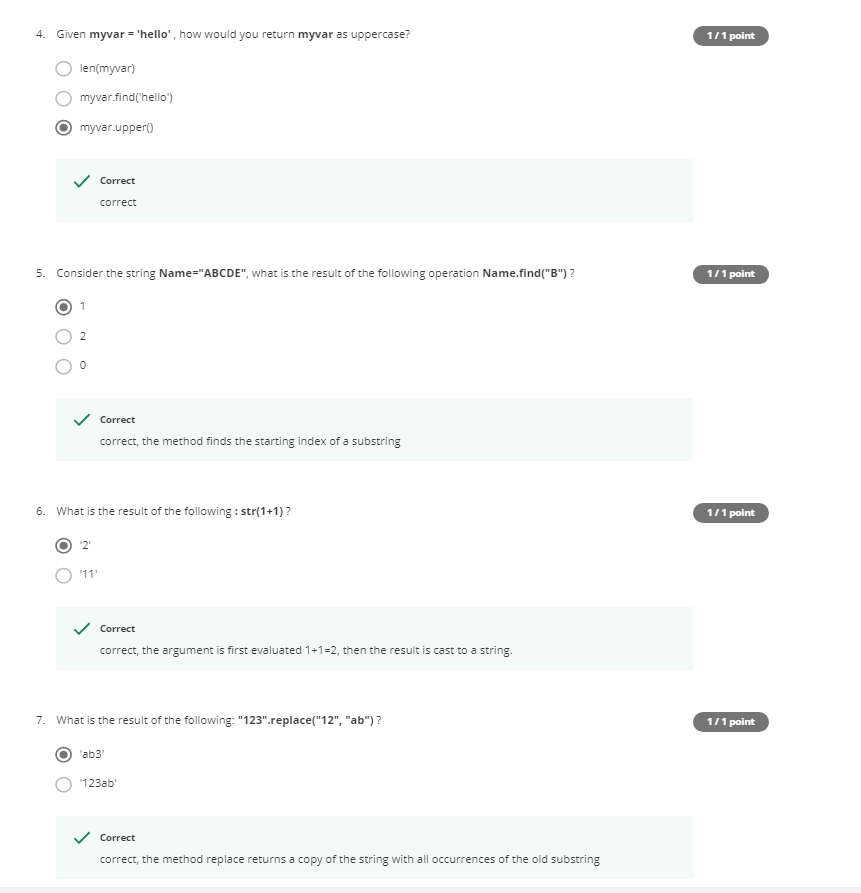 4. Given myvar = 'hello' , how would you return myvar as uppercase?
1 / 1 point
len(myvar)
myvar.find('hello')
myvar.upper()
Correct
correct
5. Consider the string Name="ABCDE", what is the result of the following operation Name.find("B") ?
1 / 1 point
1
2
0
Correct
correct, the method finds the starting index of a substring
6. What is the result of the following : str(1+1) ?
1 / 1 point
'2'
'11'
Correct
correct, the argument is first evaluated 1+1=2, then the result is cast to a string.
7. What is the result of the following: "123".replace("12", "ab") ?
1 / 1 point
'ab3'
'123ab'
Correct
correct, the method replace returns a copy of the string with all occurrences of the old substring